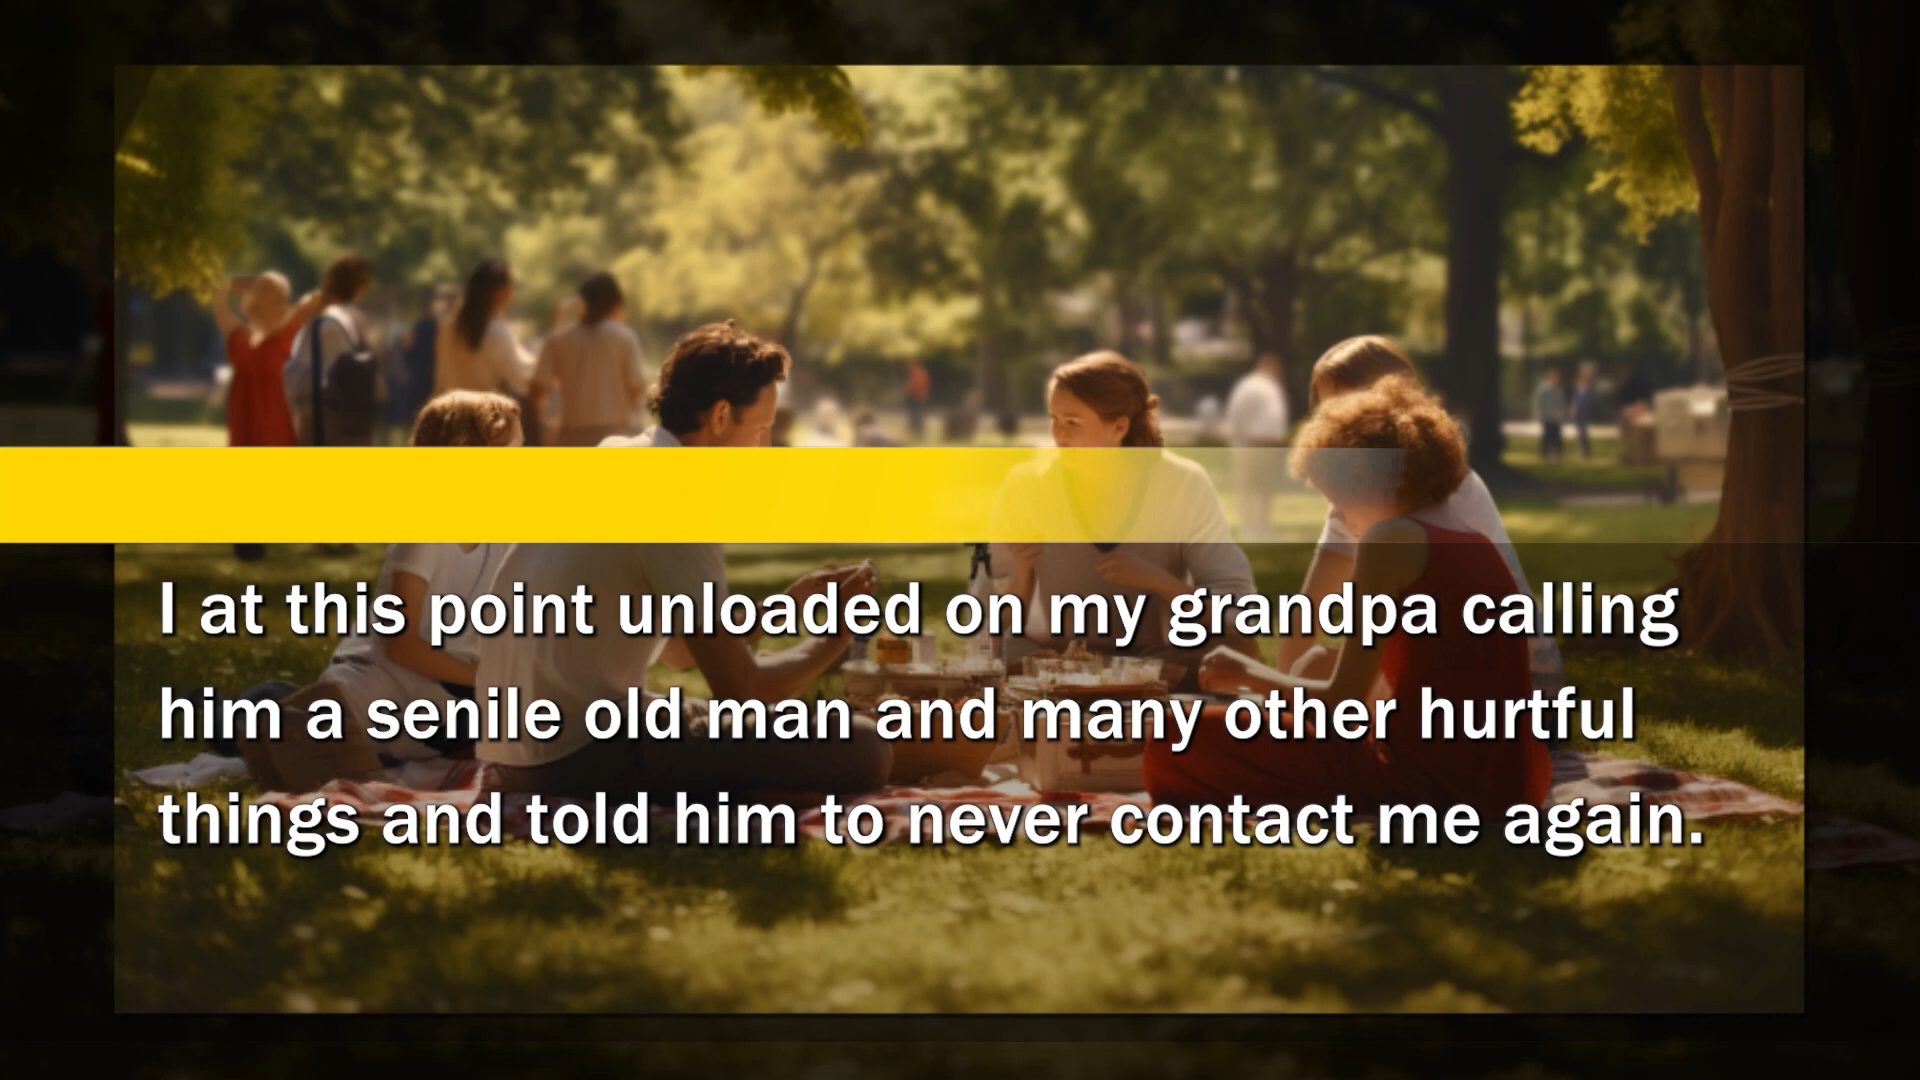 I at this point unloaded on my grandpa calling
him a senile old man and many other hurtful
things and told him to never contact me again.